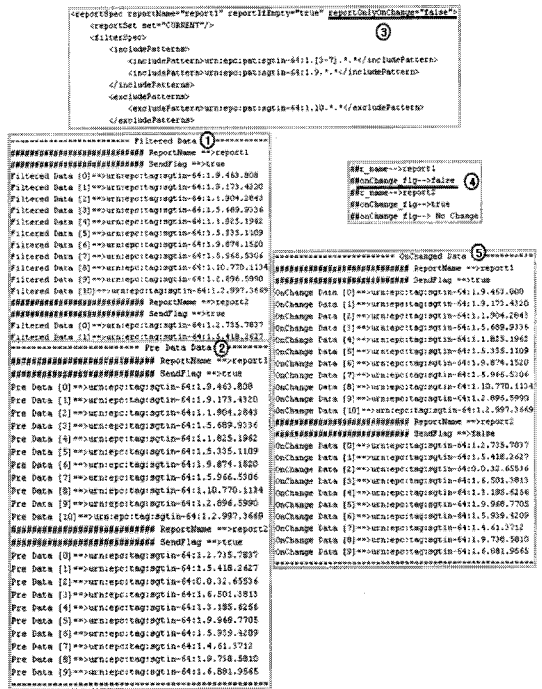 <reportSpec reportName="report1" reportIfEmpty="true" reportOnlyOnChange="false">
③
<reportSet set="CURRENT"/>
<filterSpec>
<includePatterns>
<includePattern>urn:epc:pat:sgtin-64:1.[3-7].*.*</includePattern>
<includePattern>urn:epc:pat:sgtin-64:1.9.*.*</includePattern>
</includePatterns>
<excludePatterns>
<excludePattern>urn:epc:pat:sgtin-64:1.10.*.*</excludePattern>
</excludePatterns>
Filtered Data ①
ReportName ==>report1
SendFlag ==>true
Filtered Data [0]==>urn:epc:tag:sgtin-64:1.9.463.808
Filtered Data [1]==>urn:epc:tag:sgtin-64:1.9.173.4320
Filtered Data [2]==>urn:epc:tag:sgtin-64:1.1.904.2843
Filtered Data [3]==>urn:epc:tag:sgtin-64:1.5.689.9336
Filtered Data [4]==>urn:epc:tag:sgtin-64:1.1.825.1962
Filtered Data [5]==>urn:epc:tag:sgtin-64:1.5.335.1109
Filtered Data [6]==>urn:epc:tag:sgtin-64:1.9.874.1520
Filtered Data [7]==>urn:epc:tag:sgtin-64:1.5.966.5306
Filtered Data [8]==>urn:epc:tag:sgtin-64:1.10.770.1134
Filtered Data [9]==>urn:epc:tag:sgtin-64:1.2.896.5990
Filtered Data [10]==>urn:epc:tag:sgtin-64:1.2.997.3669
ReportName ==>report2
SendFlag ==>true
Filtered Data [0]==>urn:epc:tag:sgtin-64:1.2.735.7837
Filtered Data [1]==>urn:epc:tag:sgtin-64:1.5.418.2627
Pre Data Data ②
ReportName ==>report1
SendFlag ==>true
Pre Data [0]==>urn:epc:tag:sgtin-64:1.9.463.808
Pre Data [1]==>urn:epc:tag:sgtin-64:1.9.173.4320
Pre Data [2]==>urn:epc:tag:sgtin-64:1.1.904.2843
Pre Data [3]==>urn:epc:tag:sgtin-64:1.5.689.9336
Pre Data [4]==>urn:epc:tag:sgtin-64:1.1.825.1962
Pre Data [5]==>urn:epc:tag:sgtin-64:1.5.335.1109
Pre Data [6]==>urn:epc:tag:sgtin-64:1.9.874.1520
Pre Data [7]==>urn:epc:tag:sgtin-64:1.5.966.5306
Pre Data [8]==>urn:epc:tag:sgtin-64:1.10.770.1134
Pre Data [9]==>urn:epc:tag:sgtin-64:1.2.896.5990
Pre Data [10]==>urn:epc:tag:sgtin-64:1.2.997.3669
ReportName ==>report2
SendFlag ==>true
Pre Data [0]==>urn:epc:tag:sgtin-64:1.2.735.7837
Pre Data [1]==>urn:epc:tag:sgtin-64:1.5.418.2627
Pre Data [2]==>urn:epc:tag:sgtin-64:0.0.32.65536
Pre Data [3]==>urn:epc:tag:sgtin-64:1.6.501.3813
Pre Data [4]==>urn:epc:tag:sgtin-64:1.3.185.6256
Pre Data [5]==>urn:epc:tag:sgtin-64:1.9.969.7705
Pre Data [6]==>urn:epc:tag:sgtin-64:1.5.939.4209
Pre Data [7]==>urn:epc:tag:sgtin-64:1.4.61.3712
Pre Data [8]==>urn:epc:tag:sgtin-64:1.9.738.5810
Pre Data [9]==>urn:epc:tag:sgtin-64:1.6.881.9565
##r_name-->report1
##onChange_flg-->false ④
##r_name-->report2
##onChange_flg-->true
##onChange flg--> No Change
OnChanged Data ⑤
ReportName ==>report1
SendFlag ==>true
OnChange Data [0]==>urn:epc:tag:sgtin-64:1.9.463.808
OnChange Data [1]==>urn:epc:tag:sgtin-64:1.9.173.4320
OnChange Data [2]==>urn:epc:tag:sgtin-64:1.1.904.2843
OnChange Data [3]==>urn:epc:tag:sgtin-64:1.5.689.9336
OnChange Data [4]==>urn:epc:tag:sgtin-64:1.1.825.1962
OnChange Data [5]==>urn:epc:tag:sgtin-64:1.5.335.1109
OnChange Data [6]==>urn:epc:tag:sgtin-64:1.9.874.1520
OnChange Data [7]==>urn:epc:tag:sgtin-64:1.5.966.5306
OnChange Data [8]==>urn:epc:tag:sgtin-64:1.10.770.1134
OnChange Data [9]==>urn:epc:tag:sgtin-64:1.2.896.5990
OnChange Data [10]==>urn:epc:tag:sgtin-64:1.2.997.3669
ReportName ==>report2
SendFlag ==>false
OnChange Data [0]==>urn:epc:tag:sgtin-64:1.2.735.7837
OnChange Data [1]==>urn:epc:tag:sgtin-64:1.5.418.2627
OnChange Data [2]==>urn:epc:tag:sgtin-64:0.0.32.65536
OnChange Data [3]==>urn:epc:tag:sgtin-64:1.6.501.3813
OnChange Data [4]==>urn:epc:tag:sgtin-64:1.3.185.6256
OnChange Data [5]==>urn:epc:tag:sgtin-64:1.9.968.7705
OnChange Data [6]==>urn:epc:tag:sgtin-64:1.5.939.4209
OnChange Data [7]==>urn:epc:tag:sgtin-64:1.4.61.3712
OnChange Data [8]==>urn:epc:tag:sgtin-64:1.9.738.5810
OnChange Data [9]==>urn:epc:tag:sgtin-64:1.6.881.9565